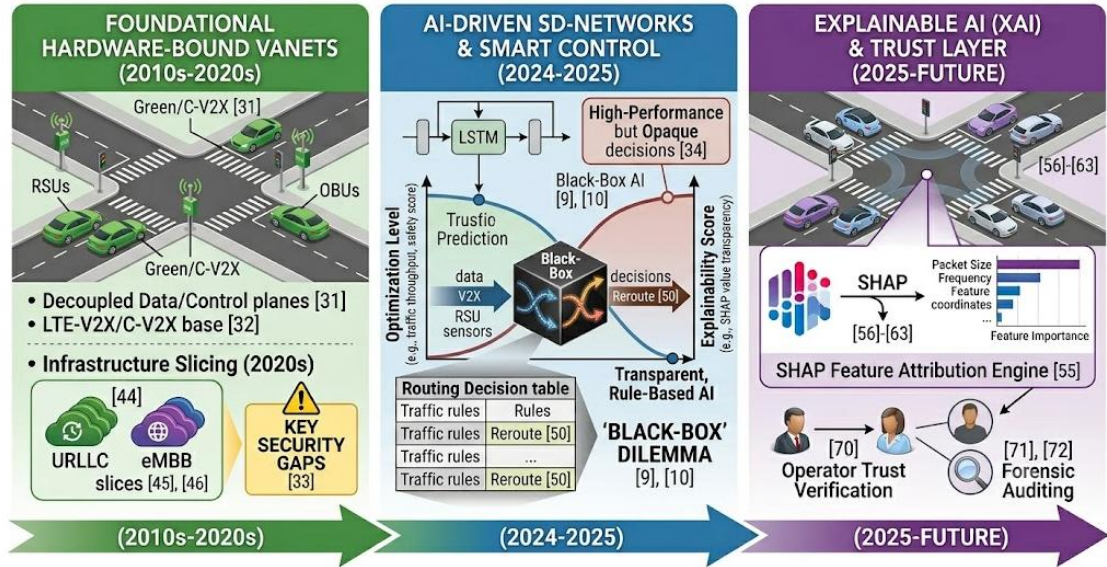 FOUNDATIONAL
HARDWARE-BOUND VANETS
(2010s-2020s)
Green/C-V2X [31]
RSUs
OBUs
Green/C-V2X
• Decoupled Data/Control planes [31]
• LTE-V2X/C-V2X base [32]
• Infrastructure Slicing (2020s)
[44]
URLLC
eMBB
slices [45], [46]
KEY
SECURITY
GAPS
[33]
(2010s-2020s)
AI-DRIVEN SD-NETWORKS
& SMART CONTROL
(2024-2025)
LSTM
High-Performance
but Opaque
decisions [34]
Black-Box AI
[9], [10]
Optimization Level
(e.g., traffic throughput, safety score)
Trustio
Prediction
data
V2X
RSU
sensors
Black-
Box
decisions
Reroute [50]
Explainability Score
(e.g., SHAP value transparency)
Transparent,
Rule-Based AI
Routing Decision table
Traffic rules Rules
Traffic rules Reroute [50]
Traffic rules ...
Traffic rules Reroute [50]
'BLACK-BOX'
DILEMMA
[9], [10]
(2024-2025)
EXPLAINABLE AI (XAI)
& TRUST LAYER
(2025-FUTURE)
[56]-[63]
SHAP
[56]-[63]
Packet Size
Frequency
Feature
coordinates
...
Feature Importance
SHAP Feature Attribution Engine [55]
[70]
Operator Trust
Verification
[71], [72]
Forensic
Auditing
(2025-FUTURE)